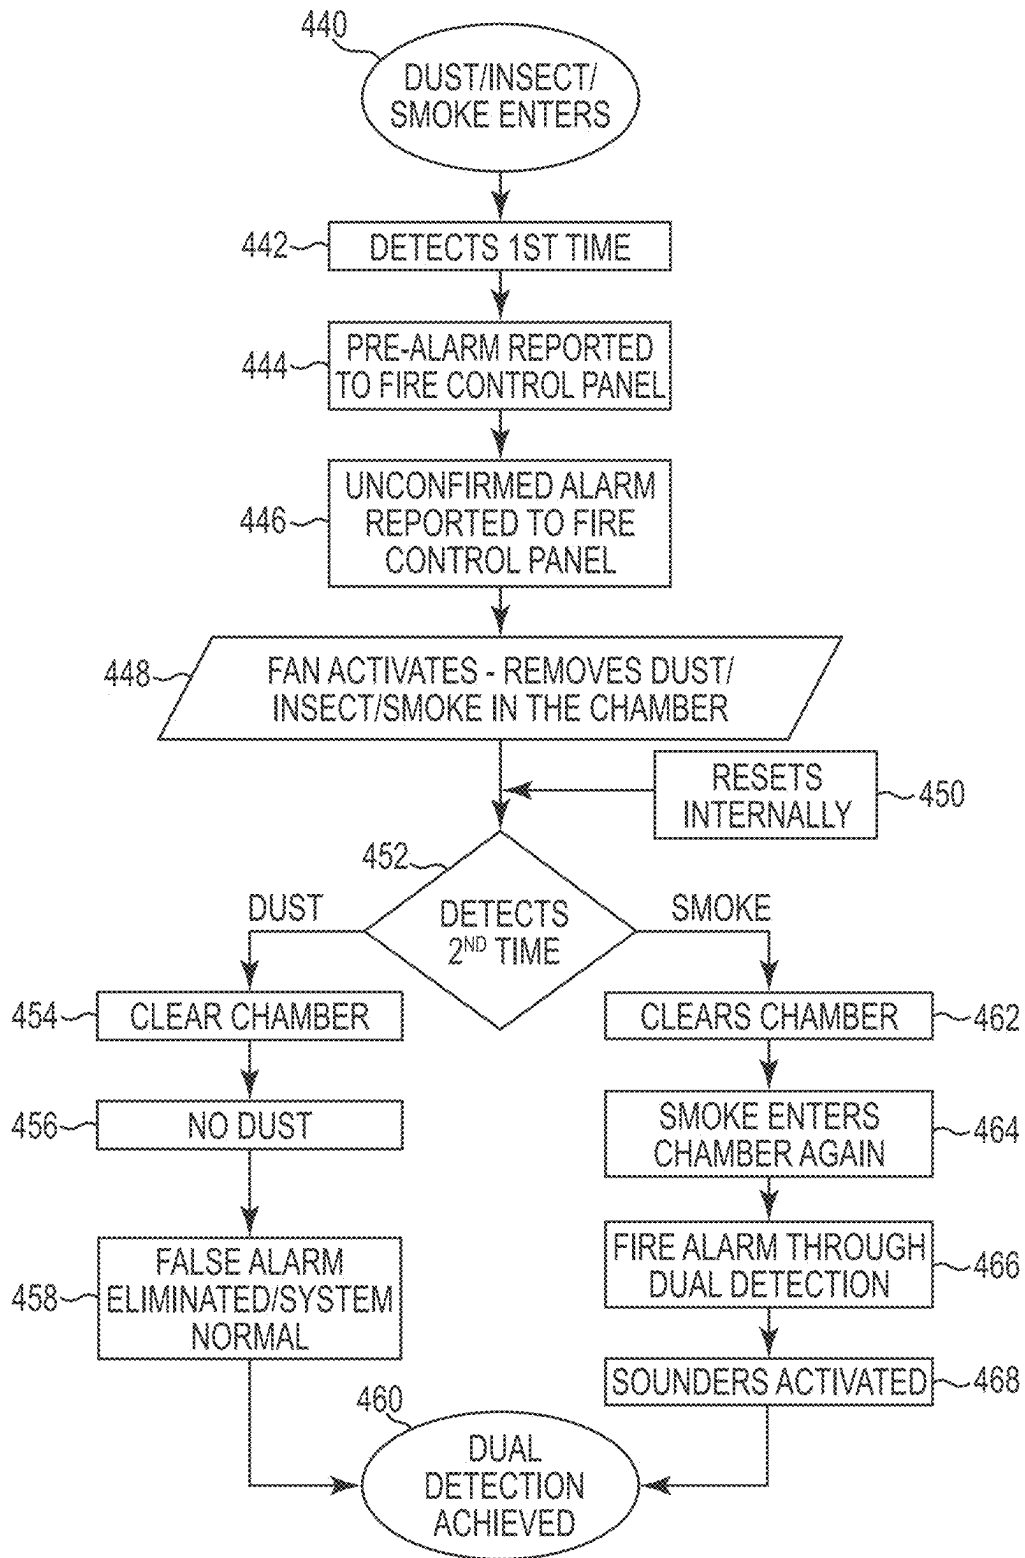 440
DUST/INSECT/
SMOKE ENTERS
442
DETECTS 1ST TIME
444
PRE-ALARM REPORTED
TO FIRE CONTROL PANEL
446
UNCONFIRMED ALARM
REPORTED TO FIRE
CONTROL PANEL
448
FAN ACTIVATES - REMOVES DUST/
INSECT/SMOKE IN THE CHAMBER
RESETS
INTERNALLY
450
452
DETECTS
2ND TIME
DUST
SMOKE
454
CLEAR CHAMBER
456
NO DUST
458
FALSE ALARM
ELIMINATED/SYSTEM
NORMAL
CLEARS CHAMBER
462
SMOKE ENTERS
CHAMBER AGAIN
464
FIRE ALARM THROUGH
DUAL DETECTION
466
SOUNDERS ACTIVATED
468
460
DUAL
DETECTION
ACHIEVED